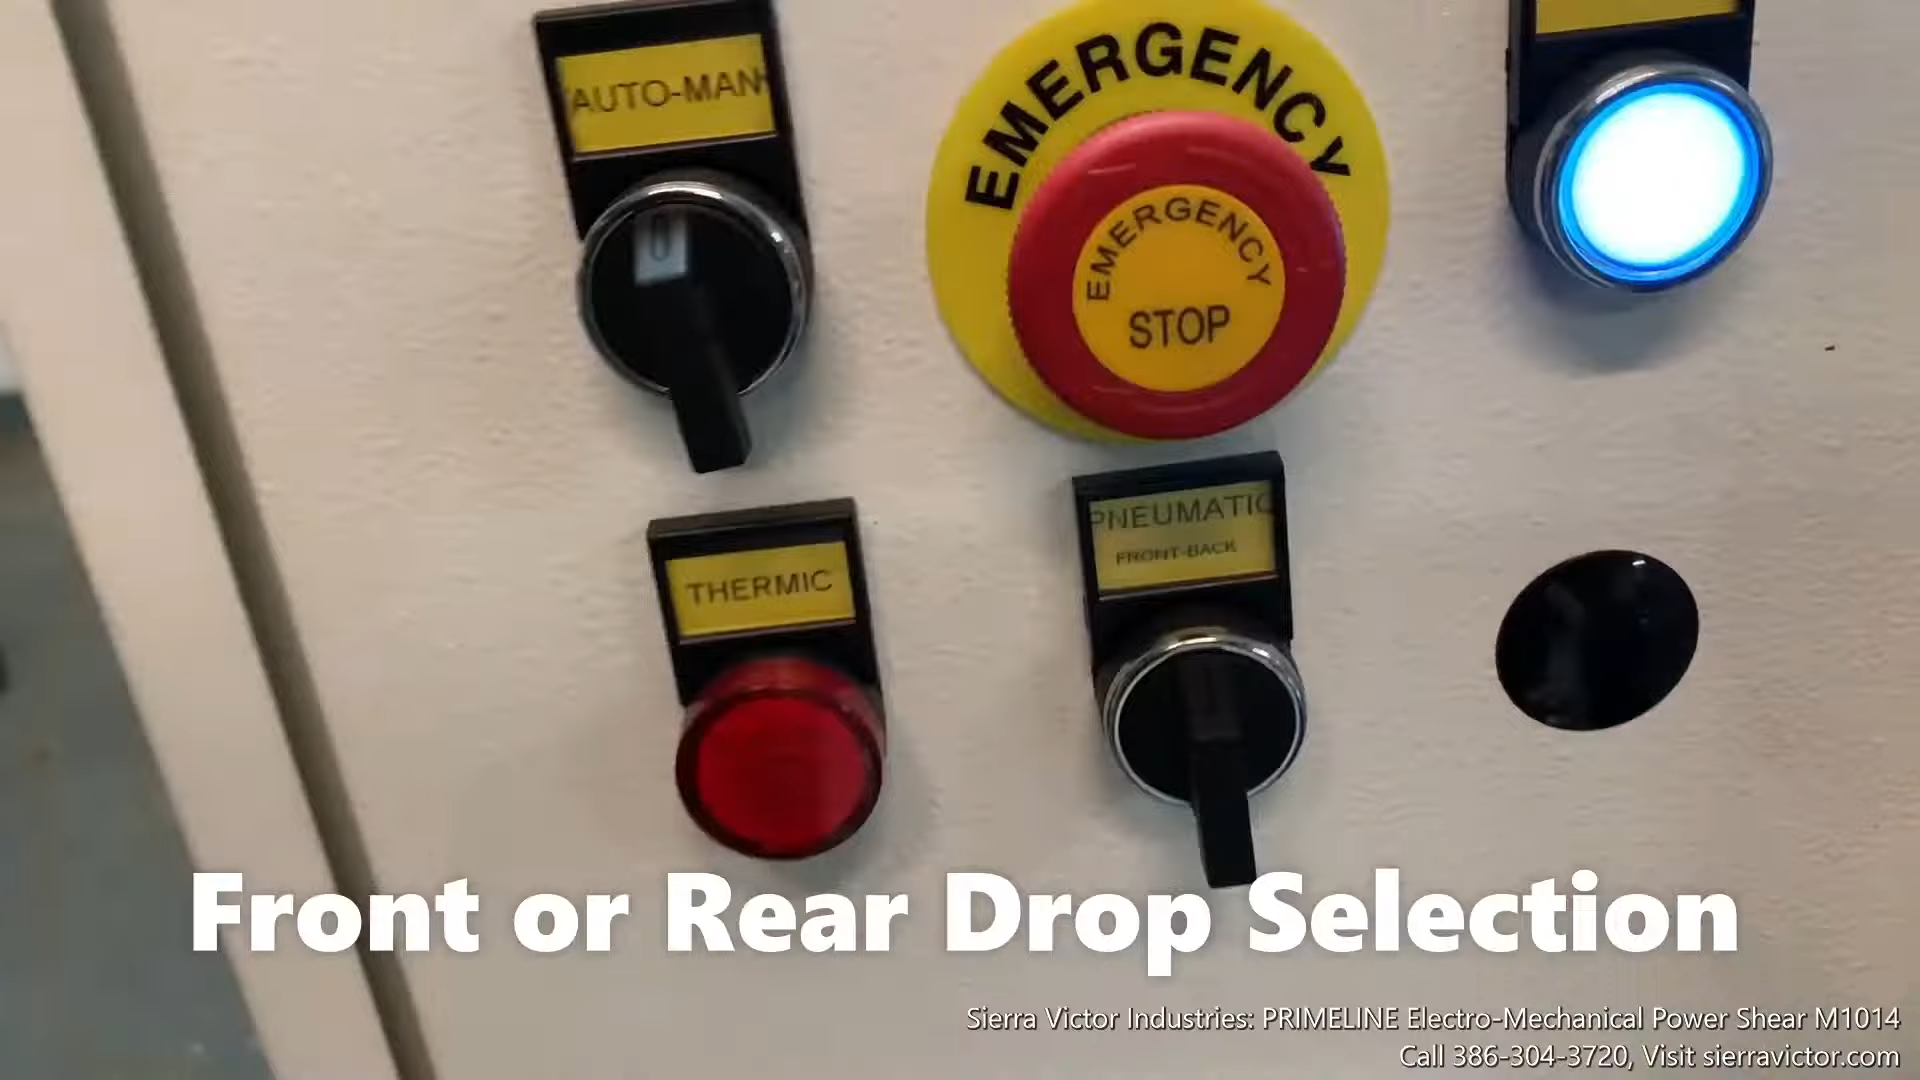 AUTO-MAN
EMERGENCY
EMERGENCY
STOP
PNEUMATIC
FRONT-BACK
THERMIC
Front or Rear Drop Selection
Sierra Victor Industries: PRIMELINE Electro-Mechanical Power Shear M1014
Call 386-304-3720, Visit sierravictor.com